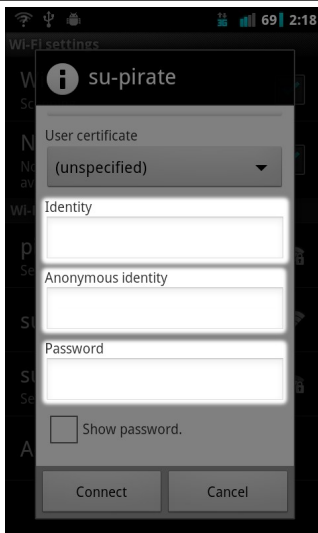 69 2:18
Wi-Fi settings
su-pirate
User certificate
(unspecified)
Identity
Anonymous identity
Password
Show password.
Connect Cancel